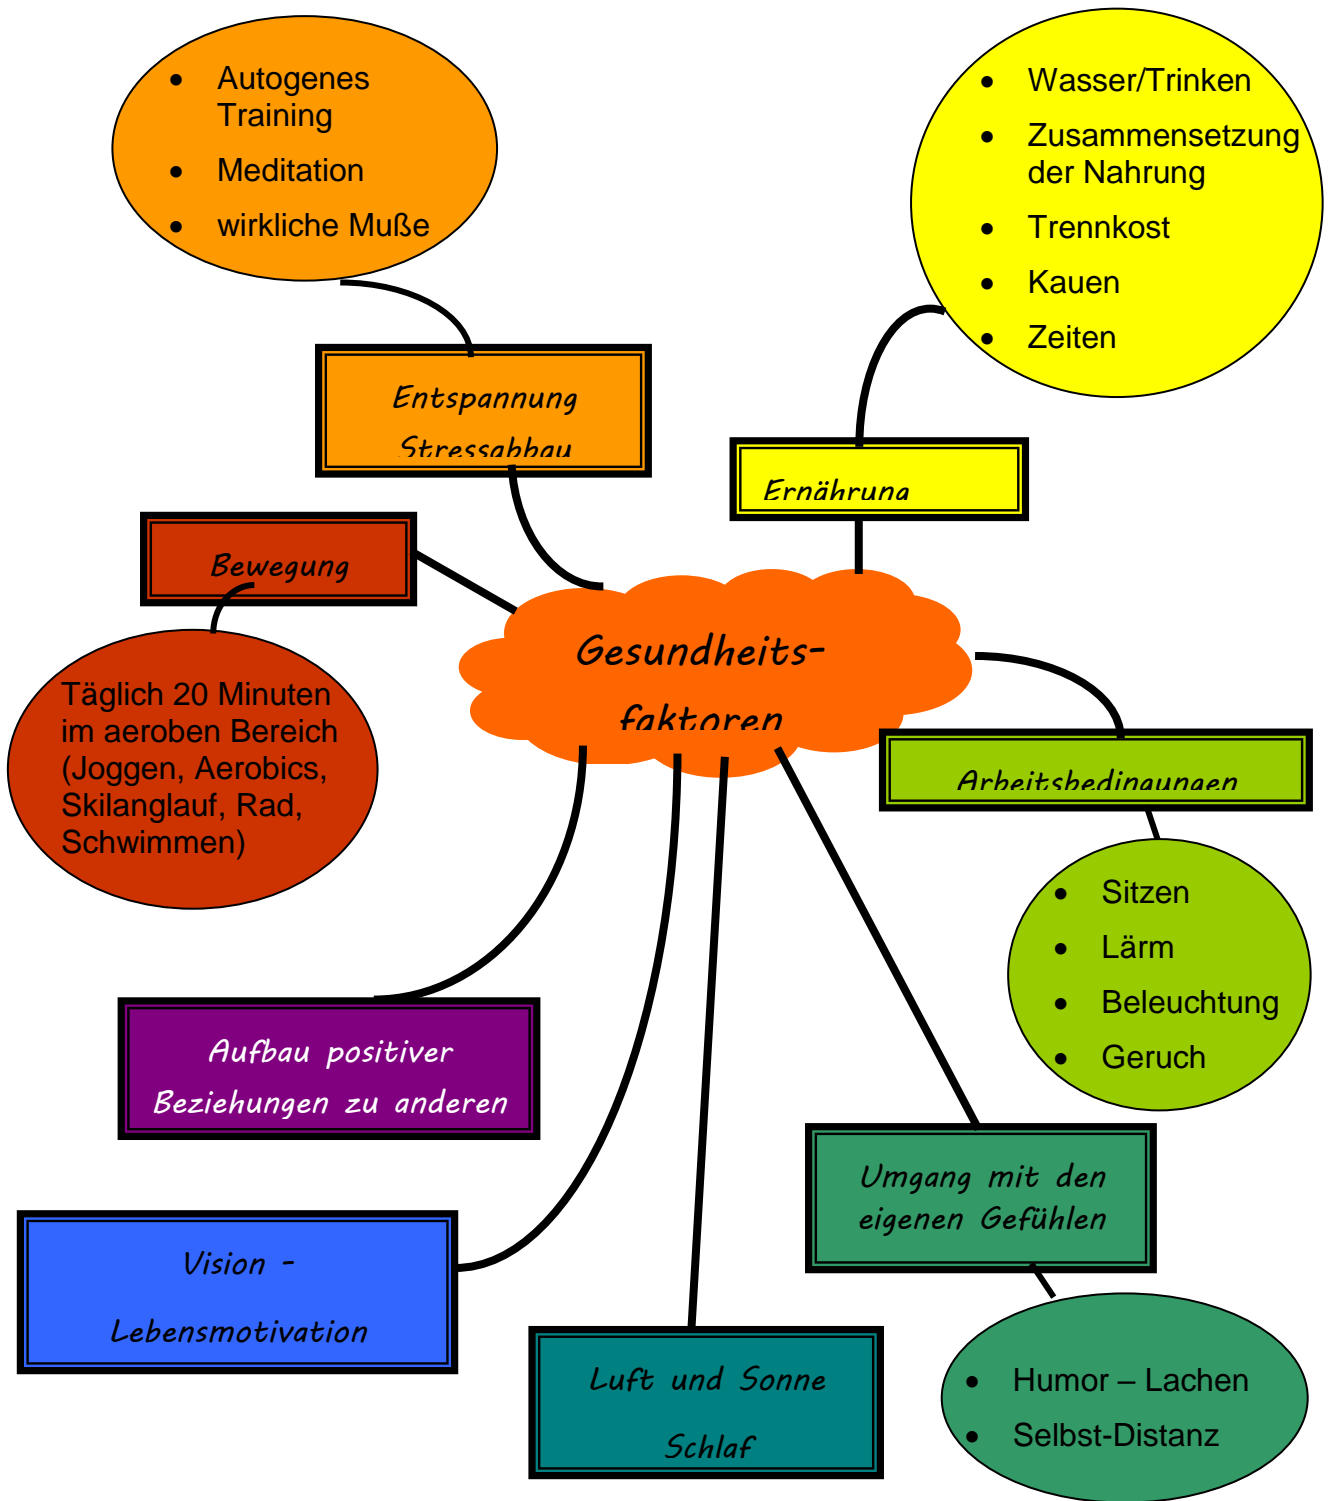 Autogenes
Training
Meditation
wirkliche Muße
Wasser/Trinken
Zusammensetzung
der Nahrung
Trennkost
Kauen
Zeiten
Entspannung
Stressabbau
Ernährung
Bewegung
Gesundheits-
faktoren
Täglich 20 Minuten
im aeroben Bereich
(Joggen, Aerobics,
Skilanglauf, Rad,
Schwimmen)
Arbeitsbedingungen
Sitzen
Lärm
Beleuchtung
Geruch
Aufbau positiver
Beziehungen zu anderen
Umgang mit den
eigenen Gefühlen
Vision -
Lebensmotivation
Luft und Sonne
Schlaf
Humor – Lachen
Selbst-Distanz